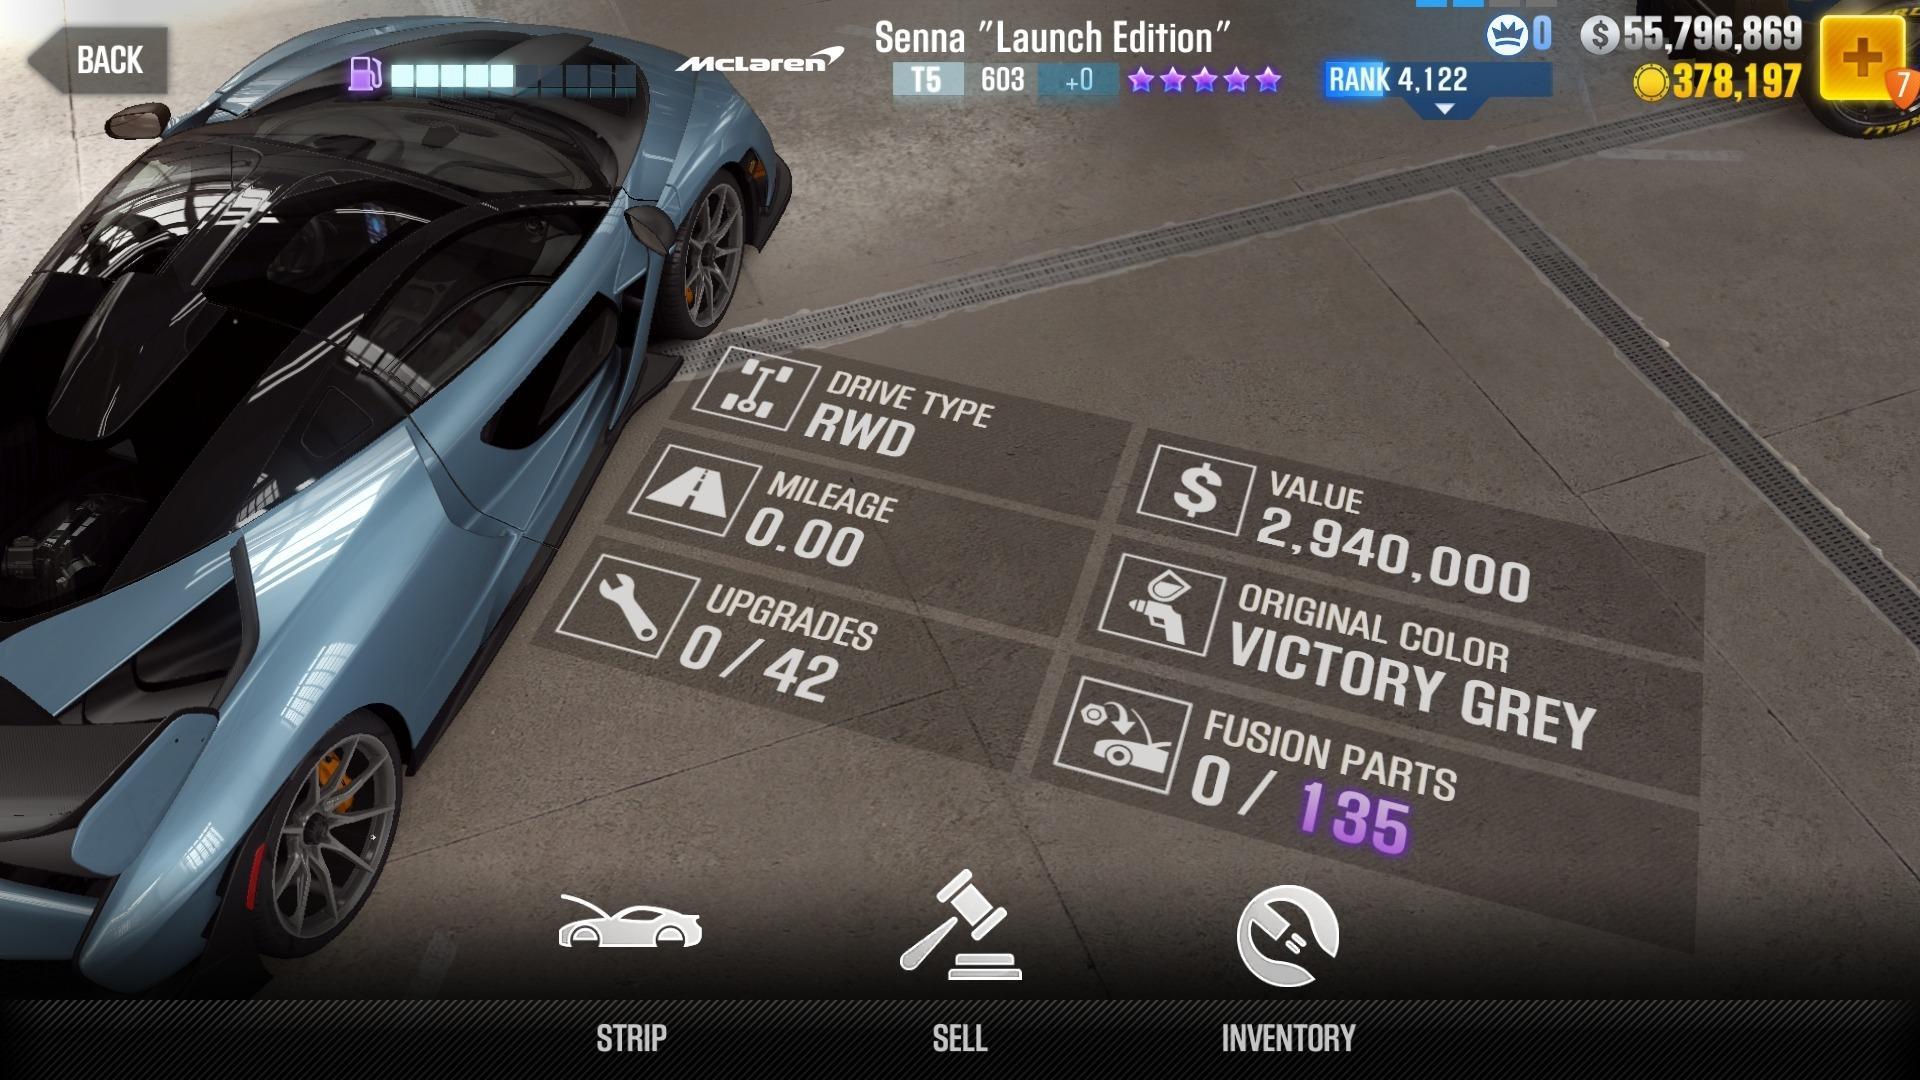 BACK
McLaren
Senna "Launch Edition"
T5 603 +0
RANK 4,122
0
$ 55,796,869
378,197
7
DRIVE TYPE
RWD
MILEAGE
0.00
UPGRADES
0/42
$ VALUE
2,940,000
ORIGINAL COLOR
VICTORY GREY
FUSION PARTS
0/135
STRIP
SELL
INVENTORY